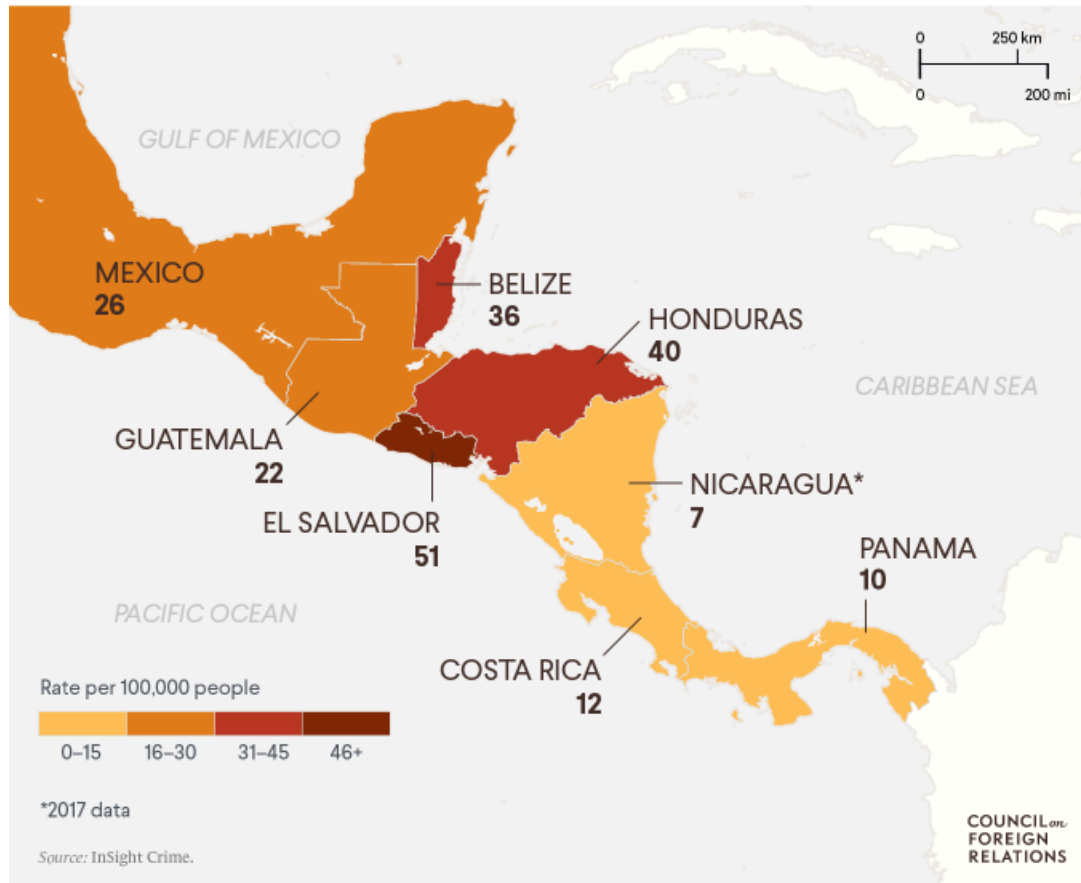 0
250 km
0
200 mi
GULF OF MEXICO
MEXICO
26
BELIZE
36
HONDURAS
40
CARIBBEAN SEA
GUATEMALA
22
NICARAGUA*
7
EL SALVADOR
51
PANAMA
10
PACIFIC OCEAN
COSTA RICA
12
Rate per 100,000 people
0–15
16–30
31–45
46+
*2017 data
Source: InSight Crime.
COUNCIL on
FOREIGN
RELATIONS